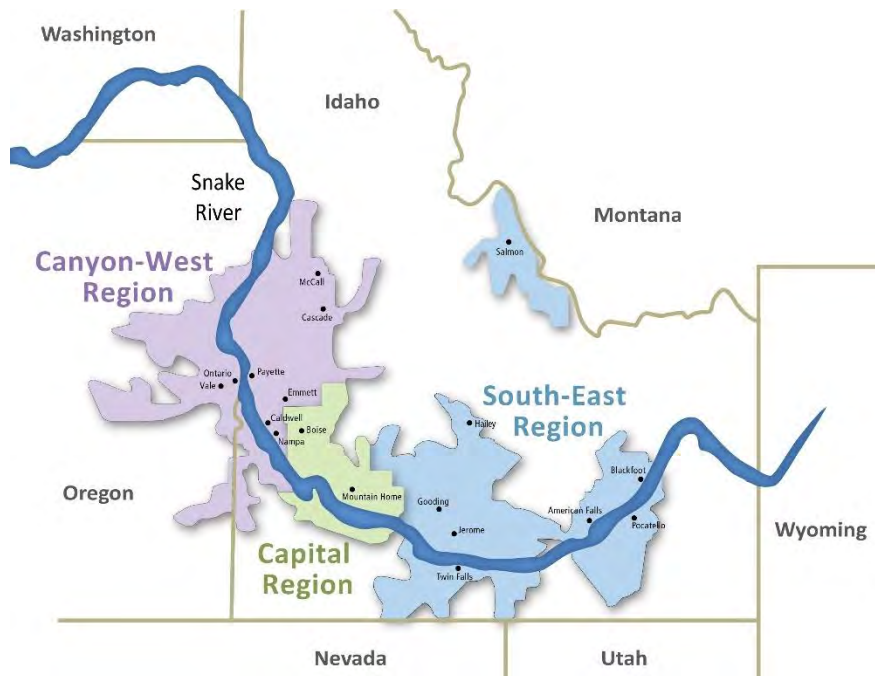 Washington
Idaho
Snake
River
Montana
Salmon
Canyon-West
Region
McCall
Cascade
Ontario
Payette
Vale
Emmett
South-East
Region
Caldwell
Boise
Hailey
Nampa
Blackfoot
Oregon
Mountain Home
Gooding
American Falls
Pocatello
Wyoming
Jerome
Capital
Region
Twin Falls
Nevada
Utah